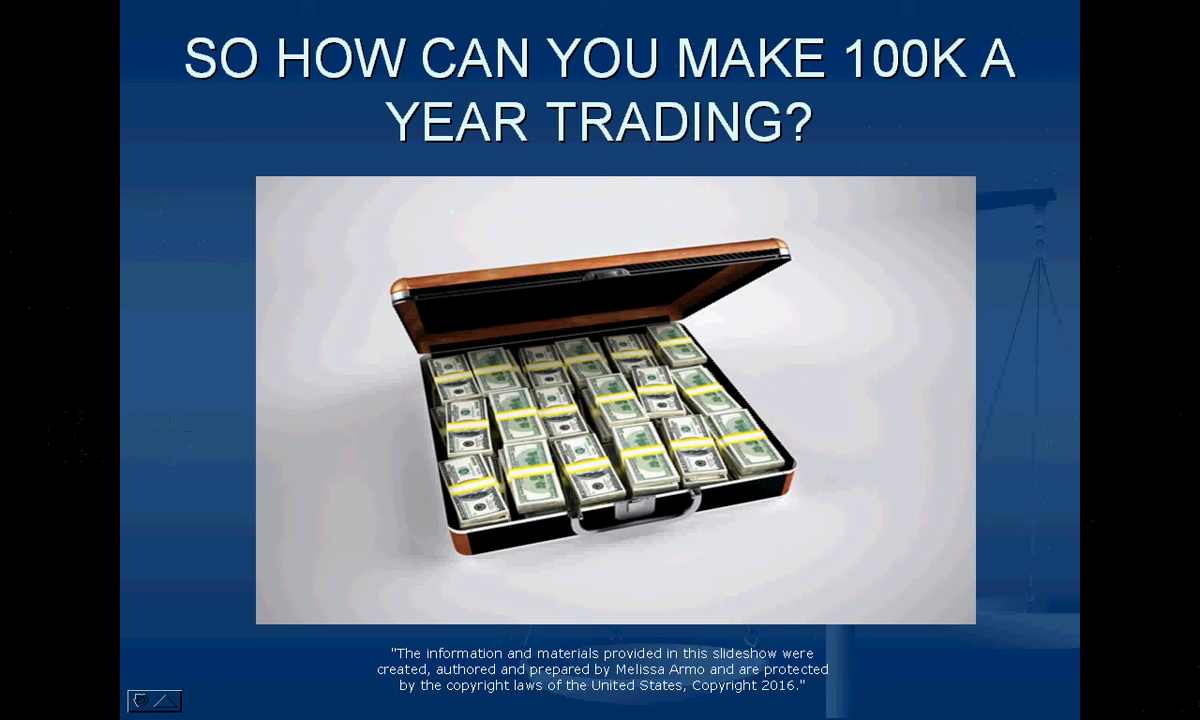 SO HOW CAN YOU MAKE 100K A
YEAR TRADING?
"The information and materials provided in this slideshow were
created, authored and prepared by Melissa Armo and are protected
by the copyright laws of the United States, Copyright 2016."